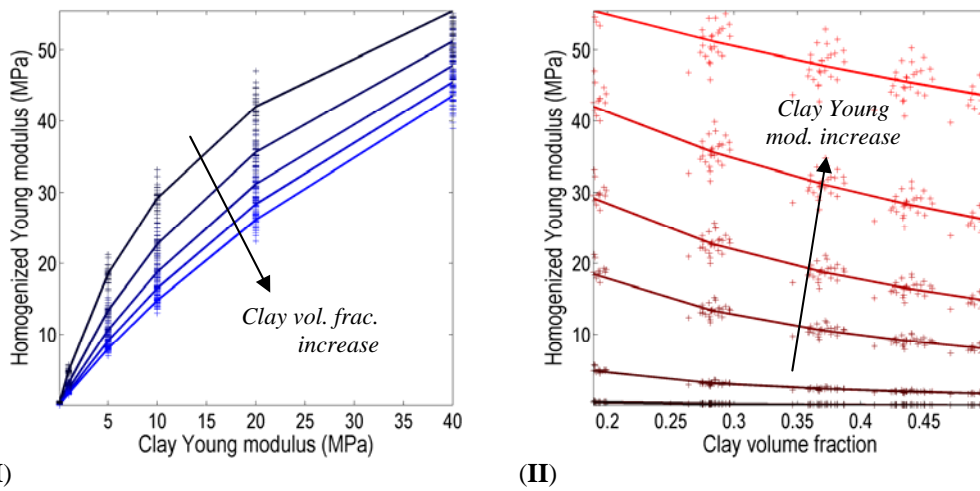 Homogenized Young modulus (MPa)
50
40
30
20
10
5
10
15
20
25
30
35
40
Clay Young modulus (MPa)
Clay vol. frac.
increase
I)
Homogenized Young modulus (MPa)
50
40
30
20
10
0.2
0.25
0.3
0.35
0.4
0.45
Clay volume fraction
Clay Young
mod. increase
(II)